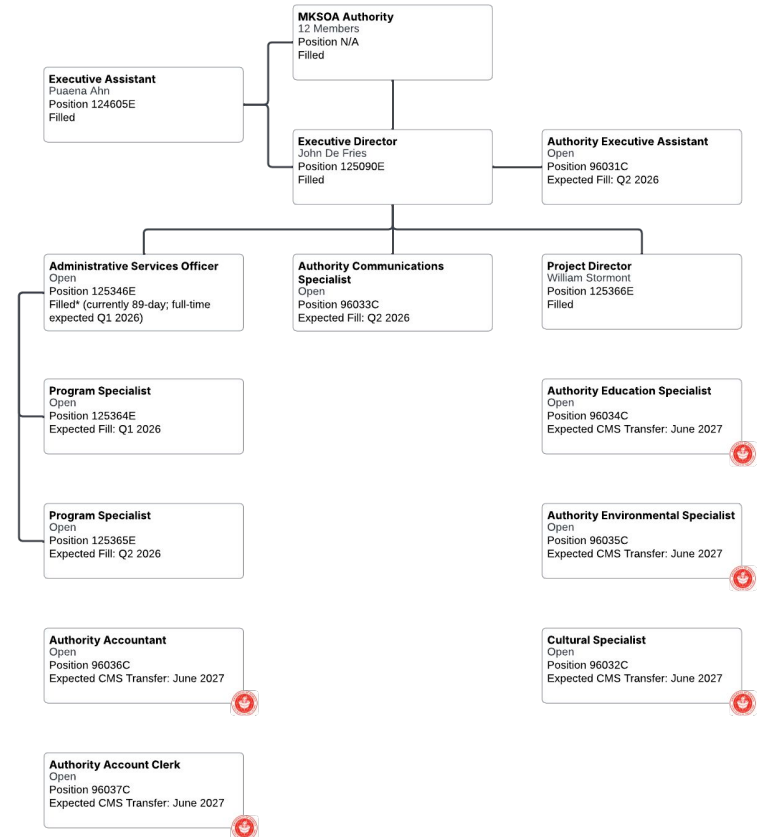 MKSOA Authority
12 Members
Position N/A
Filled
Executive Assistant
Puaena Ahn
Position 124605E
Filled
Executive Director
John De Fries
Position 125090E
Filled
Authority Executive Assistant
Open
Position 96031C
Expected Fill: Q2 2026
Administrative Services Officer
Open
Position 125346E
Filled* (currently 89-day; full-time
expected Q1 2026)
Authority Communications
Specialist
Open
Position 96033C
Expected Fill: Q2 2026
Project Director
William Stormont
Position 125366E
Filled
Program Specialist
Open
Position 125364E
Expected Fill: Q1 2026
Authority Education Specialist
Open
Position 96034C
Expected CMS Transfer: June 2027
Program Specialist
Open
Position 125365E
Expected Fill: Q2 2026
Authority Environmental Specialist
Open
Position 96035C
Expected CMS Transfer: June 2027
Authority Accountant
Open
Position 96036C
Expected CMS Transfer: June 2027
Cultural Specialist
Open
Position 96032C
Expected CMS Transfer: June 2027
Authority Account Clerk
Open
Position 96037C
Expected CMS Transfer: June 2027